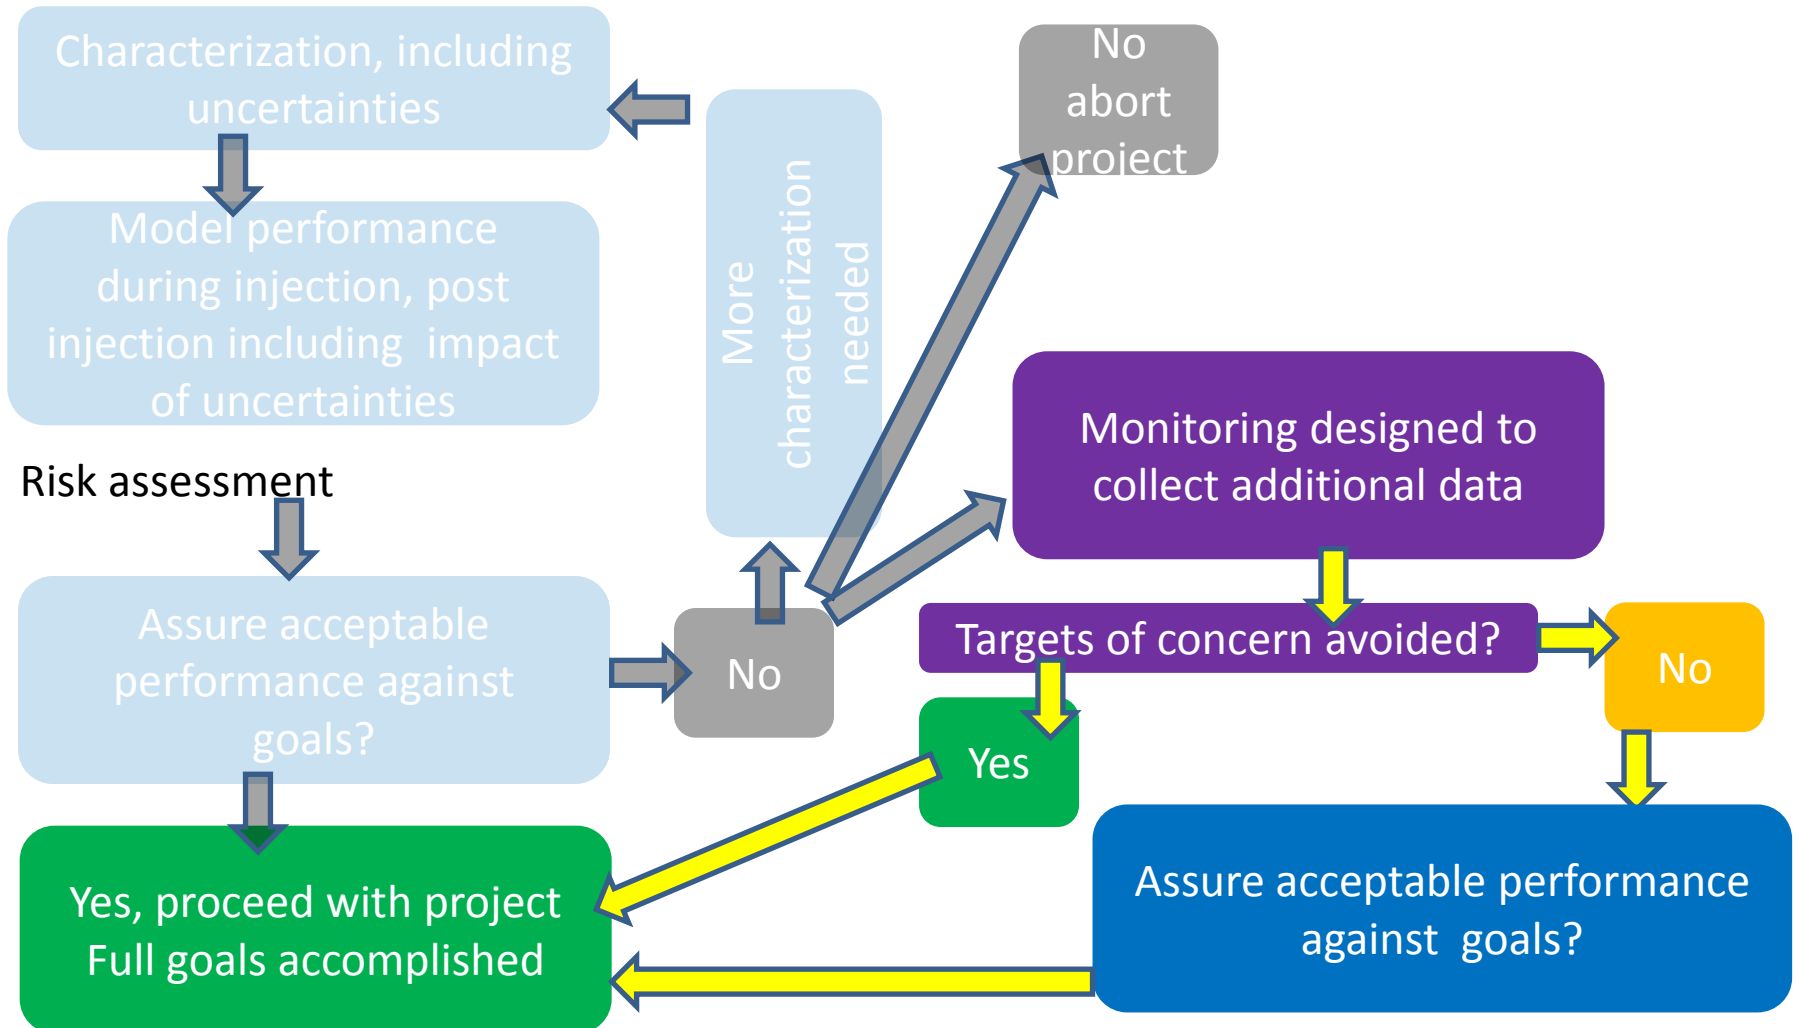 Characterization, including
uncertainties
Model performance
during injection, post
injection including  impact
of uncertainties
Risk assessment
Assure acceptable
performance against
goals?
Yes, proceed with project
Full goals accomplished
No
More
characterization
needed
No
abort
project
Monitoring designed to
collect additional data
Targets of concern avoided?
Yes
No
Assure acceptable performance
against  goals?